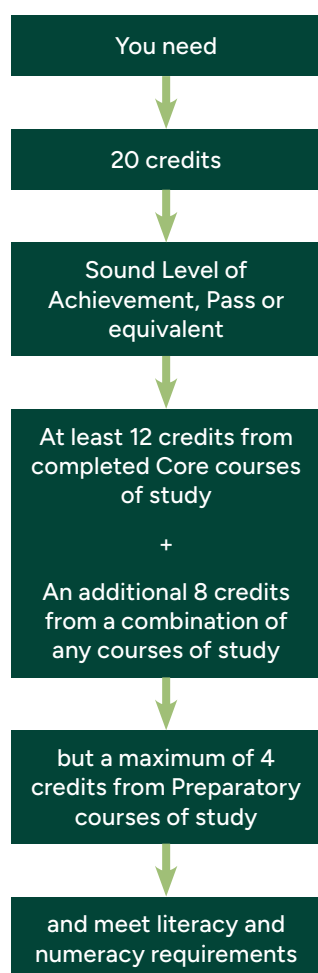 You need
20 credits
Sound Level of
Achievement, Pass or
equivalent
At least 12 credits from
completed Core courses
of study
+
An additional 8 credits
from a combination of
any courses of study
but a maximum of 4
credits from Preparatory
courses of study
and meet literacy and
numeracy requirements